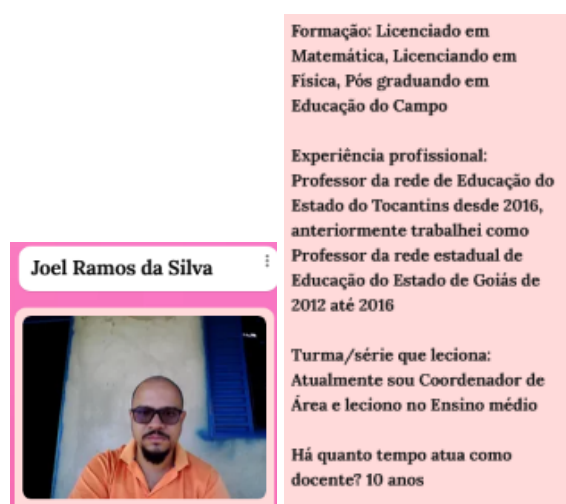 Joel Ramos da Silva
Formação: Licenciado em
Matemática, Licenciando em
Física, Pós graduando em
Educação do Campo
Experiência profissional:
Professor da rede de Educação do
Estado do Tocantins desde 2016,
anteriormente trabalhei como
Professor da rede estadual de
Educação do Estado de Goiás de
2012 até 2016
Turma/série que leciona:
Atualmente sou Coordenador de
Área e leciono no Ensino médio
Há quanto tempo atua como
docente? 10 anos